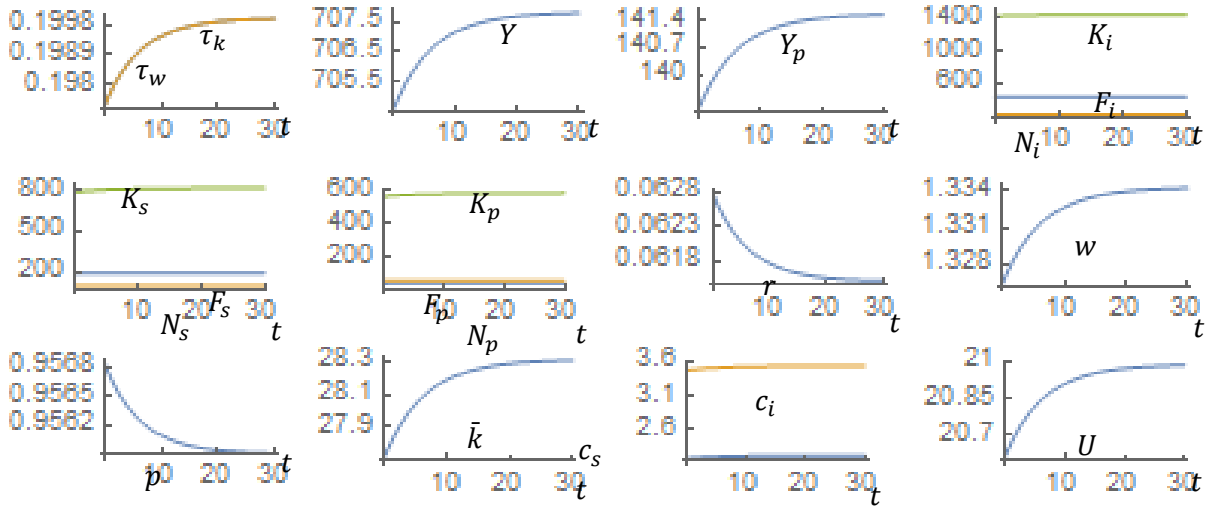 0.1998 0.1989 0.198 τ_k τ_w 10 20 30 t
707.5 706.5 705.5 Y 10 20 30 t
141.4 140.7 140 Y_p 10 20 30 t
1400 1000 600 K_i F_i N_i 10 20 30 t
800 500 200 K_s F_s N_s 10 20 30 t
600 400 200 K_p F_p N_p 10 20 30 t
0.0628 0.0623 0.0618 r 10 20 30 t
1.334 1.331 1.328 w 10 20 30 t
0.9568 0.9565 0.9562 p 10 20 30 t
28.3 28.1 27.9 k̄ 10 20 30 t
3.6 3.1 2.6 c_i c_s 10 20 30 t
21 20.85 20.7 U 10 20 30 t